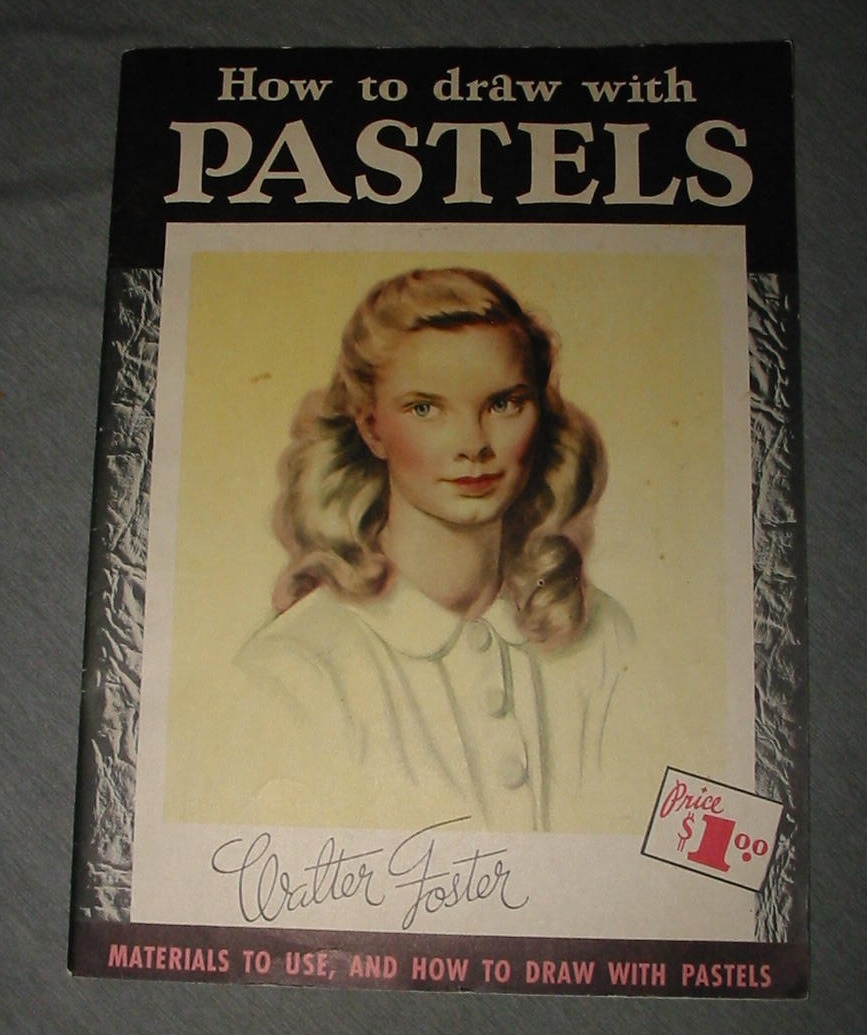 How to draw with
PASTELS
Price
$1.00
Walter Foster
MATERIALS TO USE, AND HOW TO DRAW WITH PASTELS